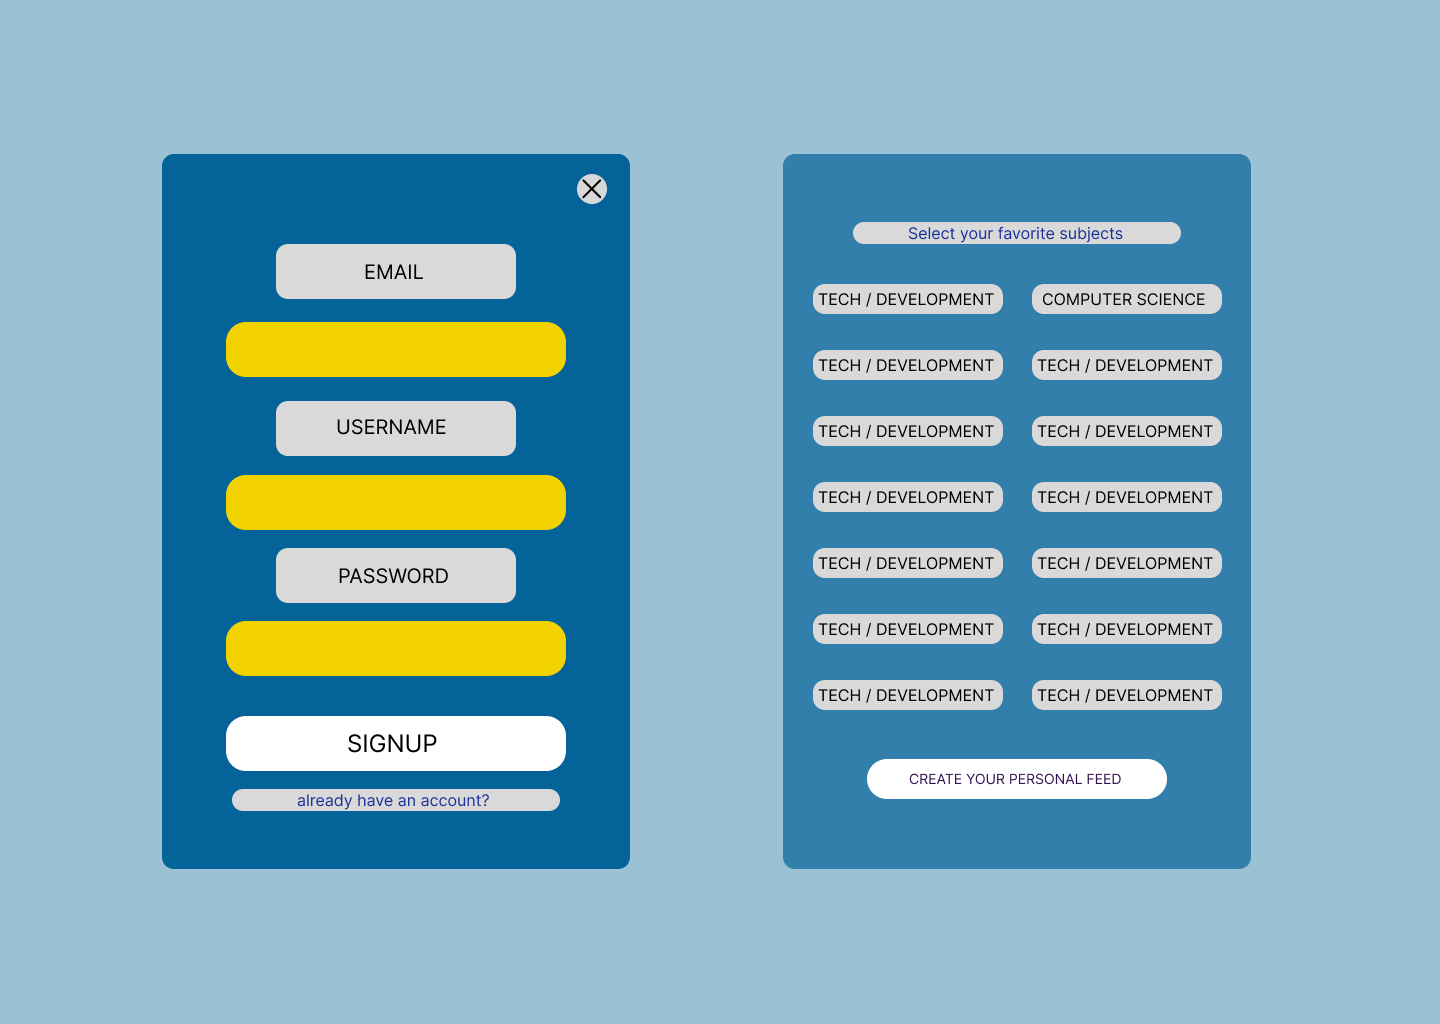 EMAIL
USERNAME
PASSWORD
SIGNUP
already have an account?
Select your favorite subjects
TECH / DEVELOPMENT COMPUTER SCIENCE
TECH / DEVELOPMENT TECH / DEVELOPMENT
TECH / DEVELOPMENT TECH / DEVELOPMENT
TECH / DEVELOPMENT TECH / DEVELOPMENT
TECH / DEVELOPMENT TECH / DEVELOPMENT
TECH / DEVELOPMENT TECH / DEVELOPMENT
TECH / DEVELOPMENT TECH / DEVELOPMENT
CREATE YOUR PERSONAL FEED